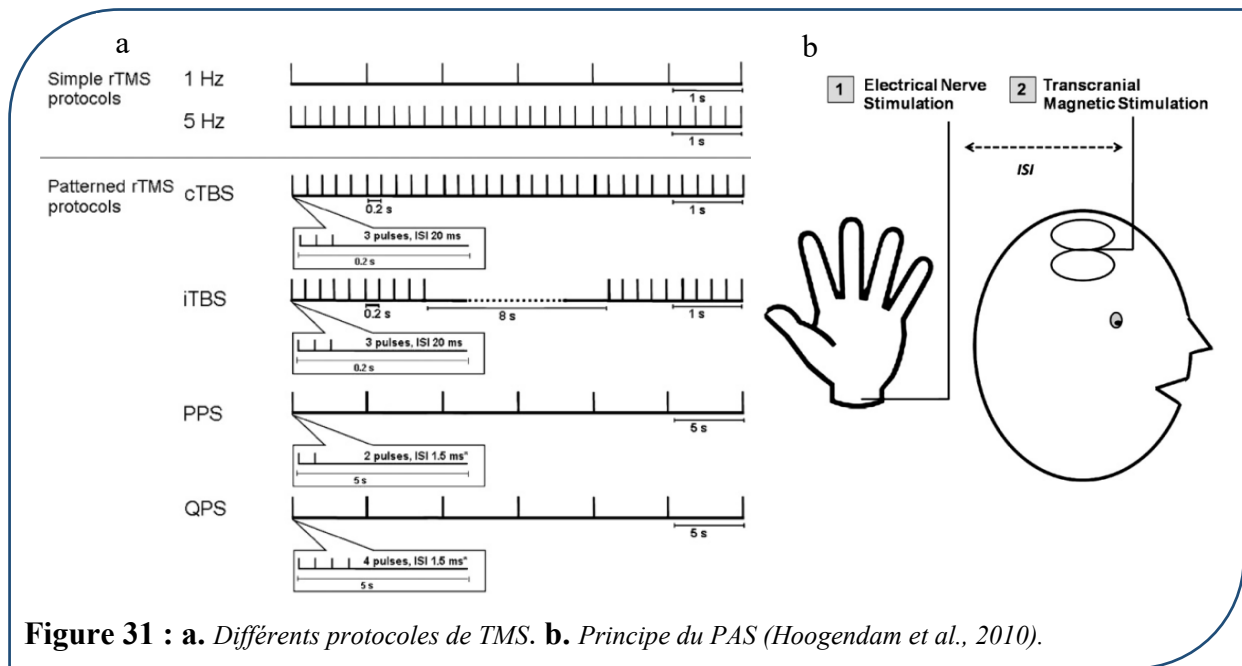 a
Simple rTMS
protocols
1 Hz
1 s
5 Hz
1 s
Patterned rTMS
protocols
cTBS
0.2 s
1 s
3 pulses, ISI 20 ms
0.2 s
iTBS
0.2 s
8 s
1 s
3 pulses, ISI 20 ms
0.2 s
PPS
5 s
2 pulses, ISI 1.5 ms*
5 s
QPS
5 s
4 pulses, ISI 1.5 ms*
5 s
b
1 Electrical Nerve
Stimulation
2 Transcranial
Magnetic Stimulation
ISI
Figure 31 : a. Différents protocoles de TMS. b. Principe du PAS (Hoogendam et al., 2010).